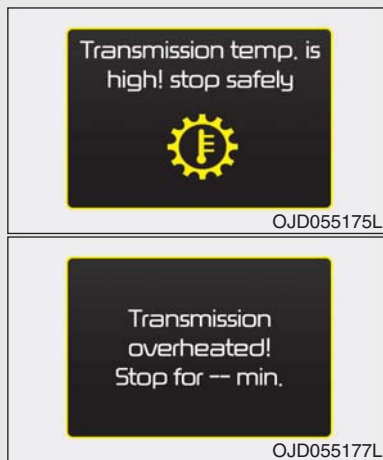 Transmission temp. is
high! stop safely
OJD055175L
Transmission
overheated!
Stop for -- min.
OJD055177L